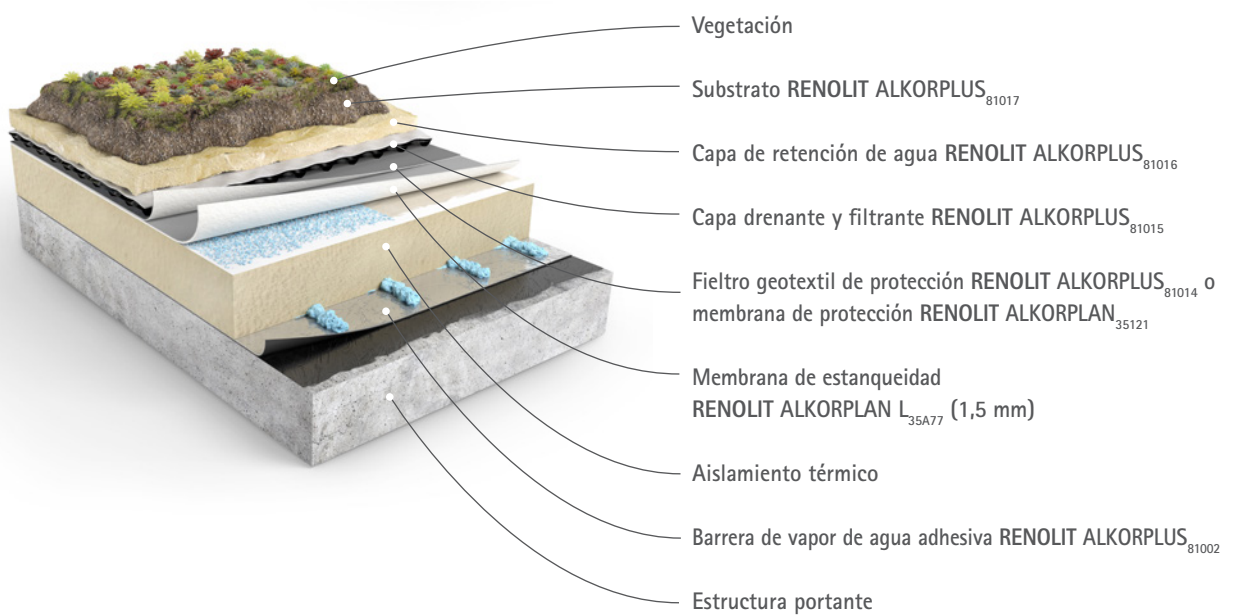 Vegetación
Substrato RENOLIT ALKORPLUS81017
Capa de retención de agua RENOLIT ALKORPLUS81016
Capa drenante y filtrante RENOLIT ALKORPLUS81015
Fieltro geotextil de protección RENOLIT ALKORPLUS81014 o
membrana de protección RENOLIT ALKORPLAN35121
Membrana de estanqueidad
RENOLIT ALKORPLAN L35A77 (1,5 mm)
Aislamiento térmico
Barrera de vapor de agua adhesiva RENOLIT ALKORPLUS81002
Estructura portante